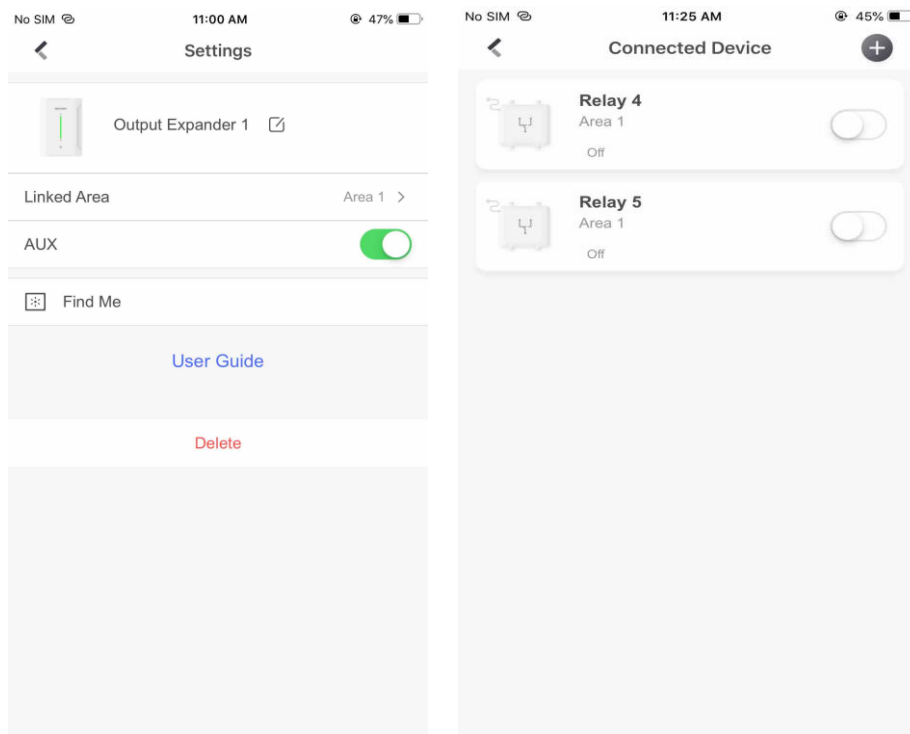 No SIM 11:00 AM 47%
Settings
Output Expander 1
Linked Area Area 1
AUX
Find Me
User Guide
Delete
No SIM 11:25 AM 45%
Connected Device
Relay 4
Area 1
Off
Relay 5
Area 1
Off